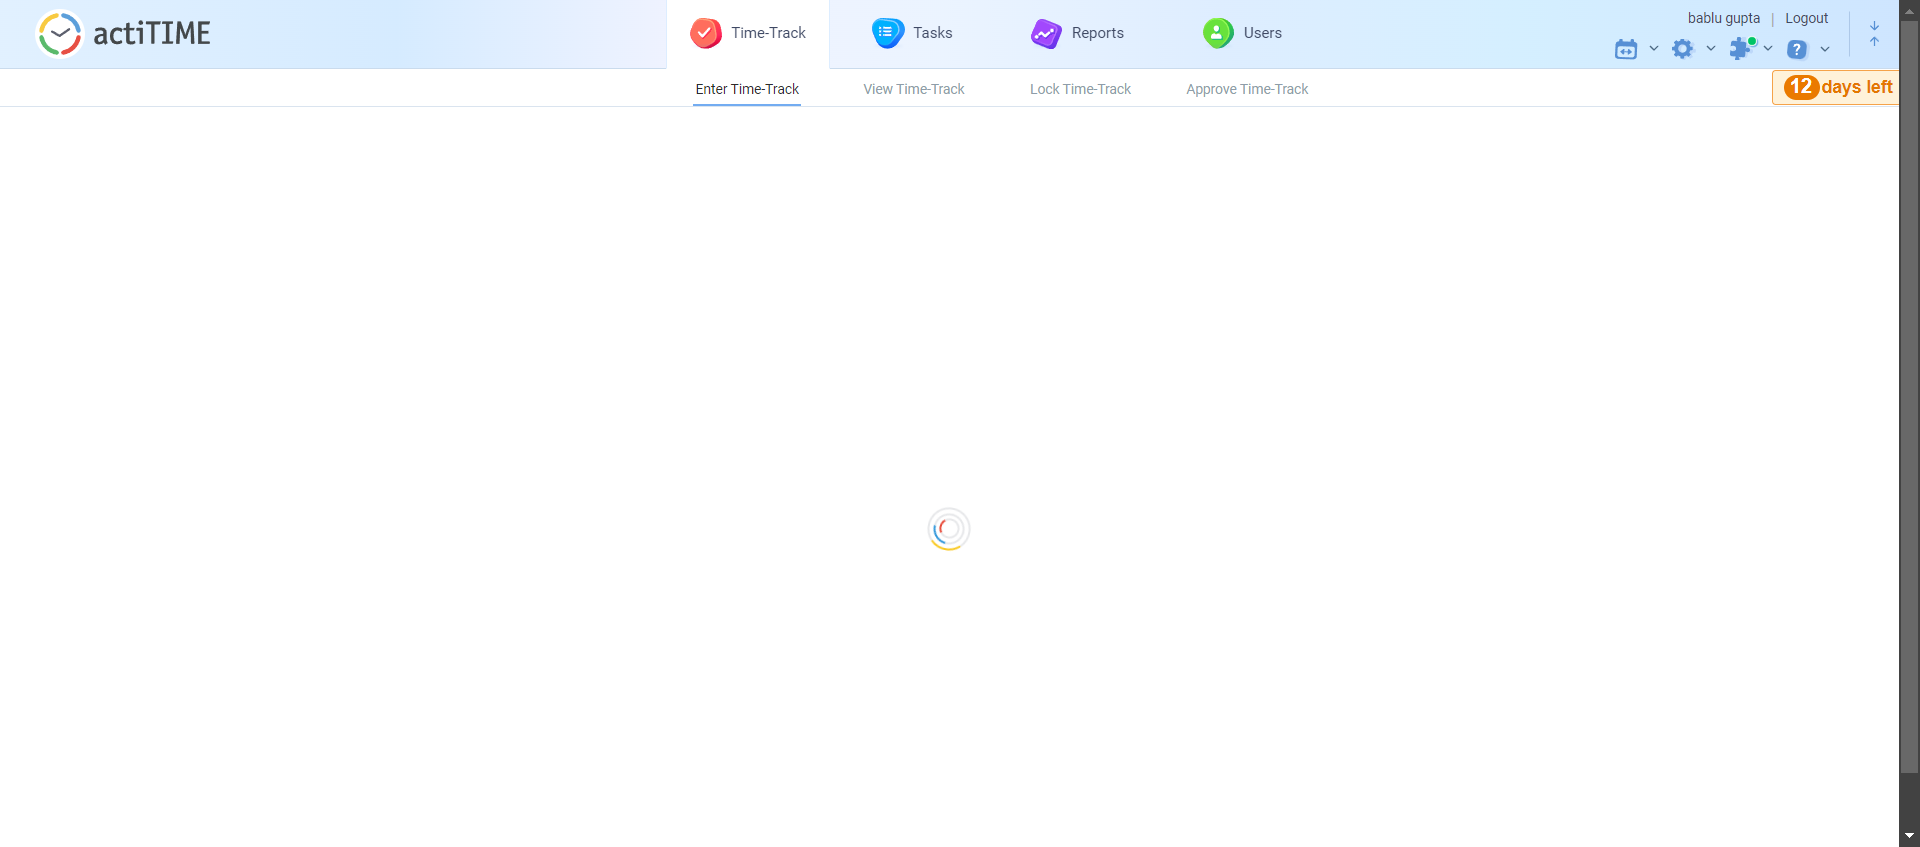 actiTIME
Time-Track
Tasks
Reports
Users
bablu gupta | Logout
?
Enter Time-Track
View Time-Track
Lock Time-Track
Approve Time-Track
12 days left